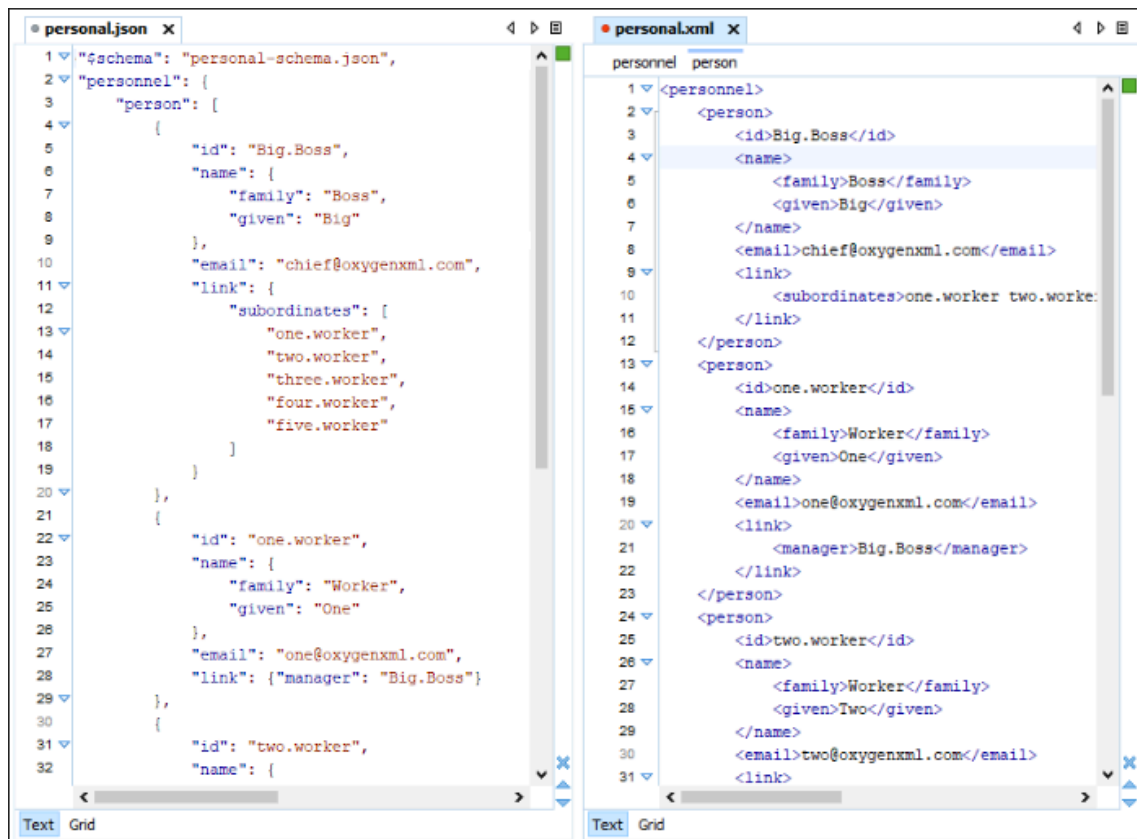 personal.json
1 "$schema": "personal-schema.json",
2 "personnel": {
3 "person": [
4 {
5 "id": "Big.Boss",
6 "name": {
7 "family": "Boss",
8 "given": "Big"
9 },
10 "email": "chief@oxygenxml.com",
11 "link": {
12 "subordinates": [
13 "one.worker",
14 "two.worker",
15 "three.worker",
16 "four.worker",
17 "five.worker"
18 ]
19 }
20 },
21 {
22 "id": "one.worker",
23 "name": {
24 "family": "Worker",
25 "given": "One"
26 },
27 "email": "one@oxygenxml.com",
28 "link": {"manager": "Big.Boss"}
29 },
30 {
31 "id": "two.worker",
32 "name": {
Text Grid
personal.xml
personnel person
1 <personnel>
2 <person>
3 <id>Big.Boss</id>
4 <name>
5 <family>Boss</family>
6 <given>Big</given>
7 </name>
8 <email>chief@oxygenxml.com</email>
9 <link>
10 <subordinates>one.worker two.worke
11 </link>
12 </person>
13 <person>
14 <id>one.worker</id>
15 <name>
16 <family>Worker</family>
17 <given>One</given>
18 </name>
19 <email>one@oxygenxml.com</email>
20 <link>
21 <manager>Big.Boss</manager>
22 </link>
23 </person>
24 <person>
25 <id>two.worker</id>
26 <name>
27 <family>Worker</family>
28 <given>Two</given>
29 </name>
30 <email>two@oxygenxml.com</email>
31 <link>
Text Grid